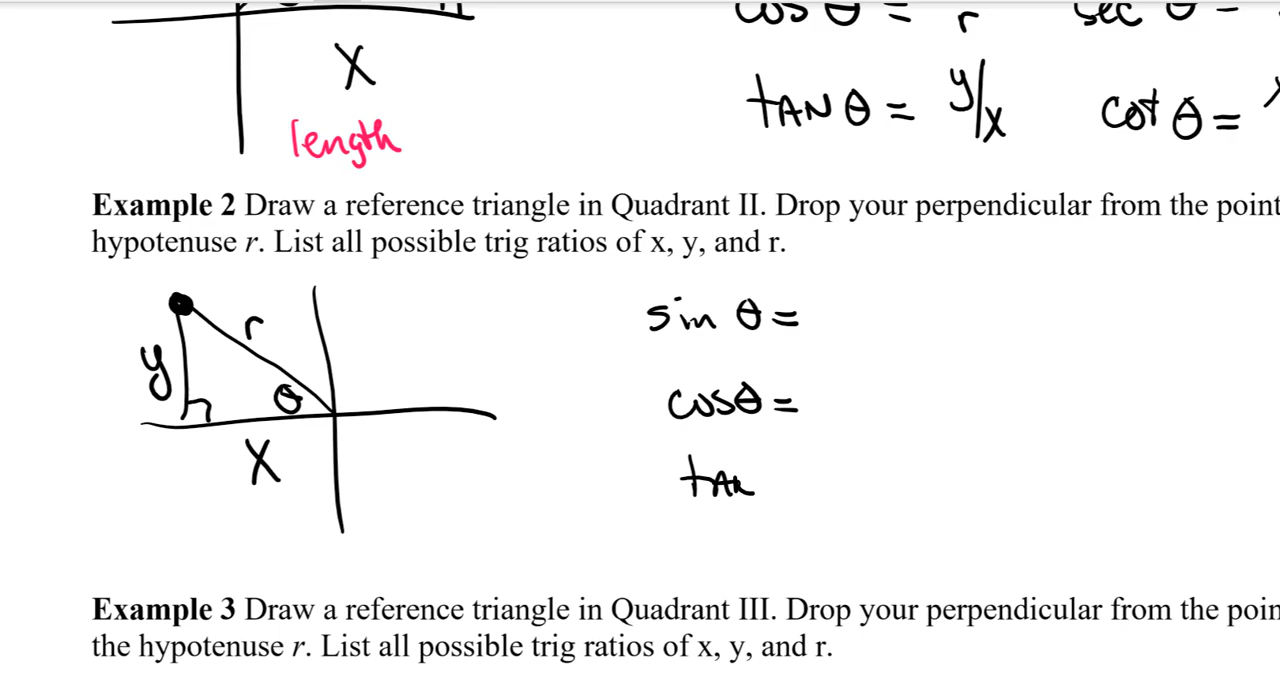 cos θ = r sec θ =
X
tAN θ = y/x cot θ =
length
Example 2 Draw a reference triangle in Quadrant II. Drop your perpendicular from the point
hypotenuse r. List all possible trig ratios of x, y, and r.
sin θ =
r
y
θ
cosθ =
X
tAN
Example 3 Draw a reference triangle in Quadrant III. Drop your perpendicular from the poin
the hypotenuse r. List all possible trig ratios of x, y, and r.